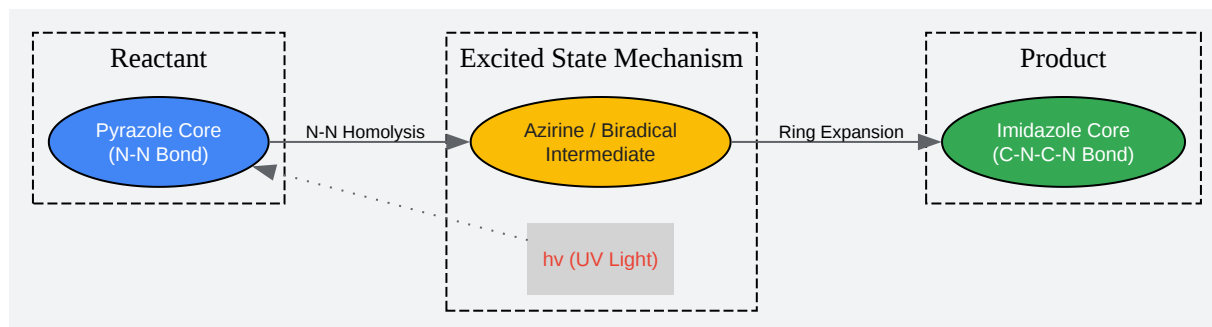 Reactant
Pyrazole Core
(N-N Bond)
N-N Homolysis
Excited State Mechanism
Azirine / Biradical
Intermediate
hv (UV Light)
Ring Expansion
Product
Imidazole Core
(C-N-C-N Bond)